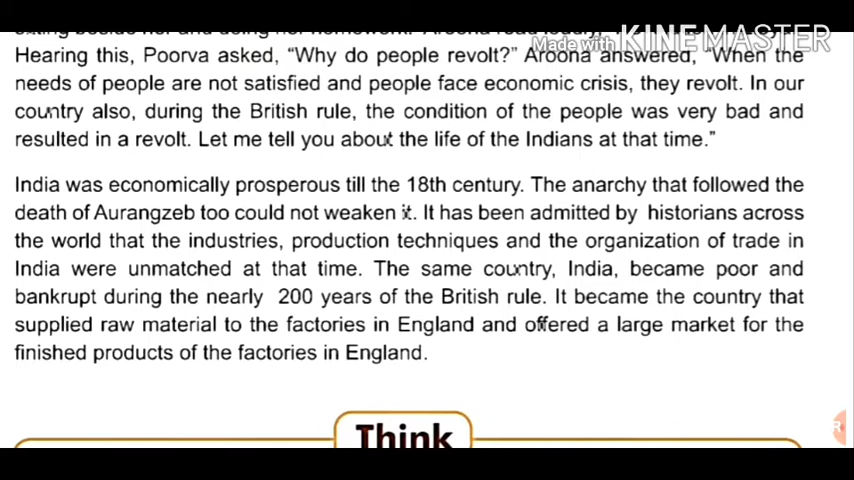 Made with KINEMASTER
Hearing this, Poorva asked, “Why do people revolt?” Aroona answered, “When the
needs of people are not satisfied and people face economic crisis, they revolt. In our
country also, during the British rule, the condition of the people was very bad and
resulted in a revolt. Let me tell you about the life of the Indians at that time.”
India was economically prosperous till the 18th century. The anarchy that followed the
death of Aurangzeb too could not weaken it. It has been admitted by historians across
the world that the industries, production techniques and the organization of trade in
India were unmatched at that time. The same country, India, became poor and
bankrupt during the nearly 200 years of the British rule. It became the country that
supplied raw material to the factories in England and offered a large market for the
finished products of the factories in England.
Think